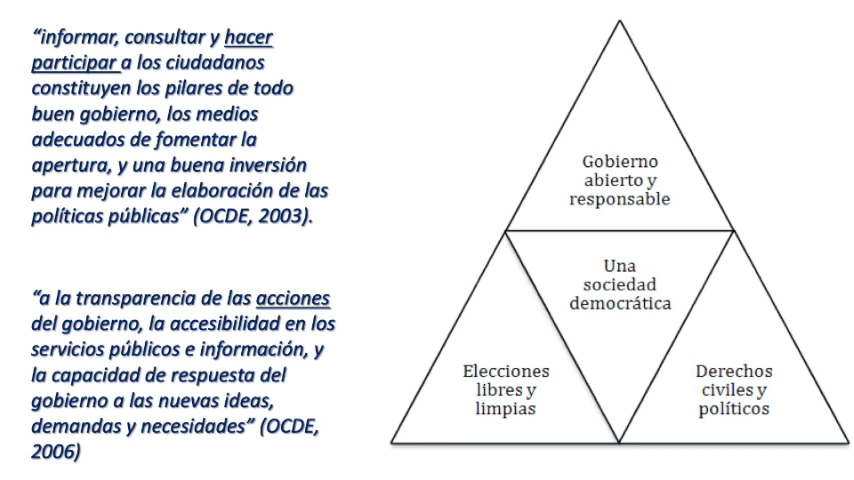 “informar, consultar y hacer
participar a los ciudadanos
constituyen los pilares de todo
buen gobierno, los medios
adecuados de fomentar la
apertura, y una buena inversión
para mejorar la elaboración de las
políticas públicas” (OCDE, 2003).
“a la transparencia de las acciones
del gobierno, la accesibilidad en los
servicios públicos e información, y
la capacidad de respuesta del
gobierno a las nuevas ideas,
demandas y necesidades” (OCDE,
2006)
Gobierno
abierto y
responsable
Una
sociedad
democrática
Elecciones
libres y
limpias
Derechos
civiles y
políticos